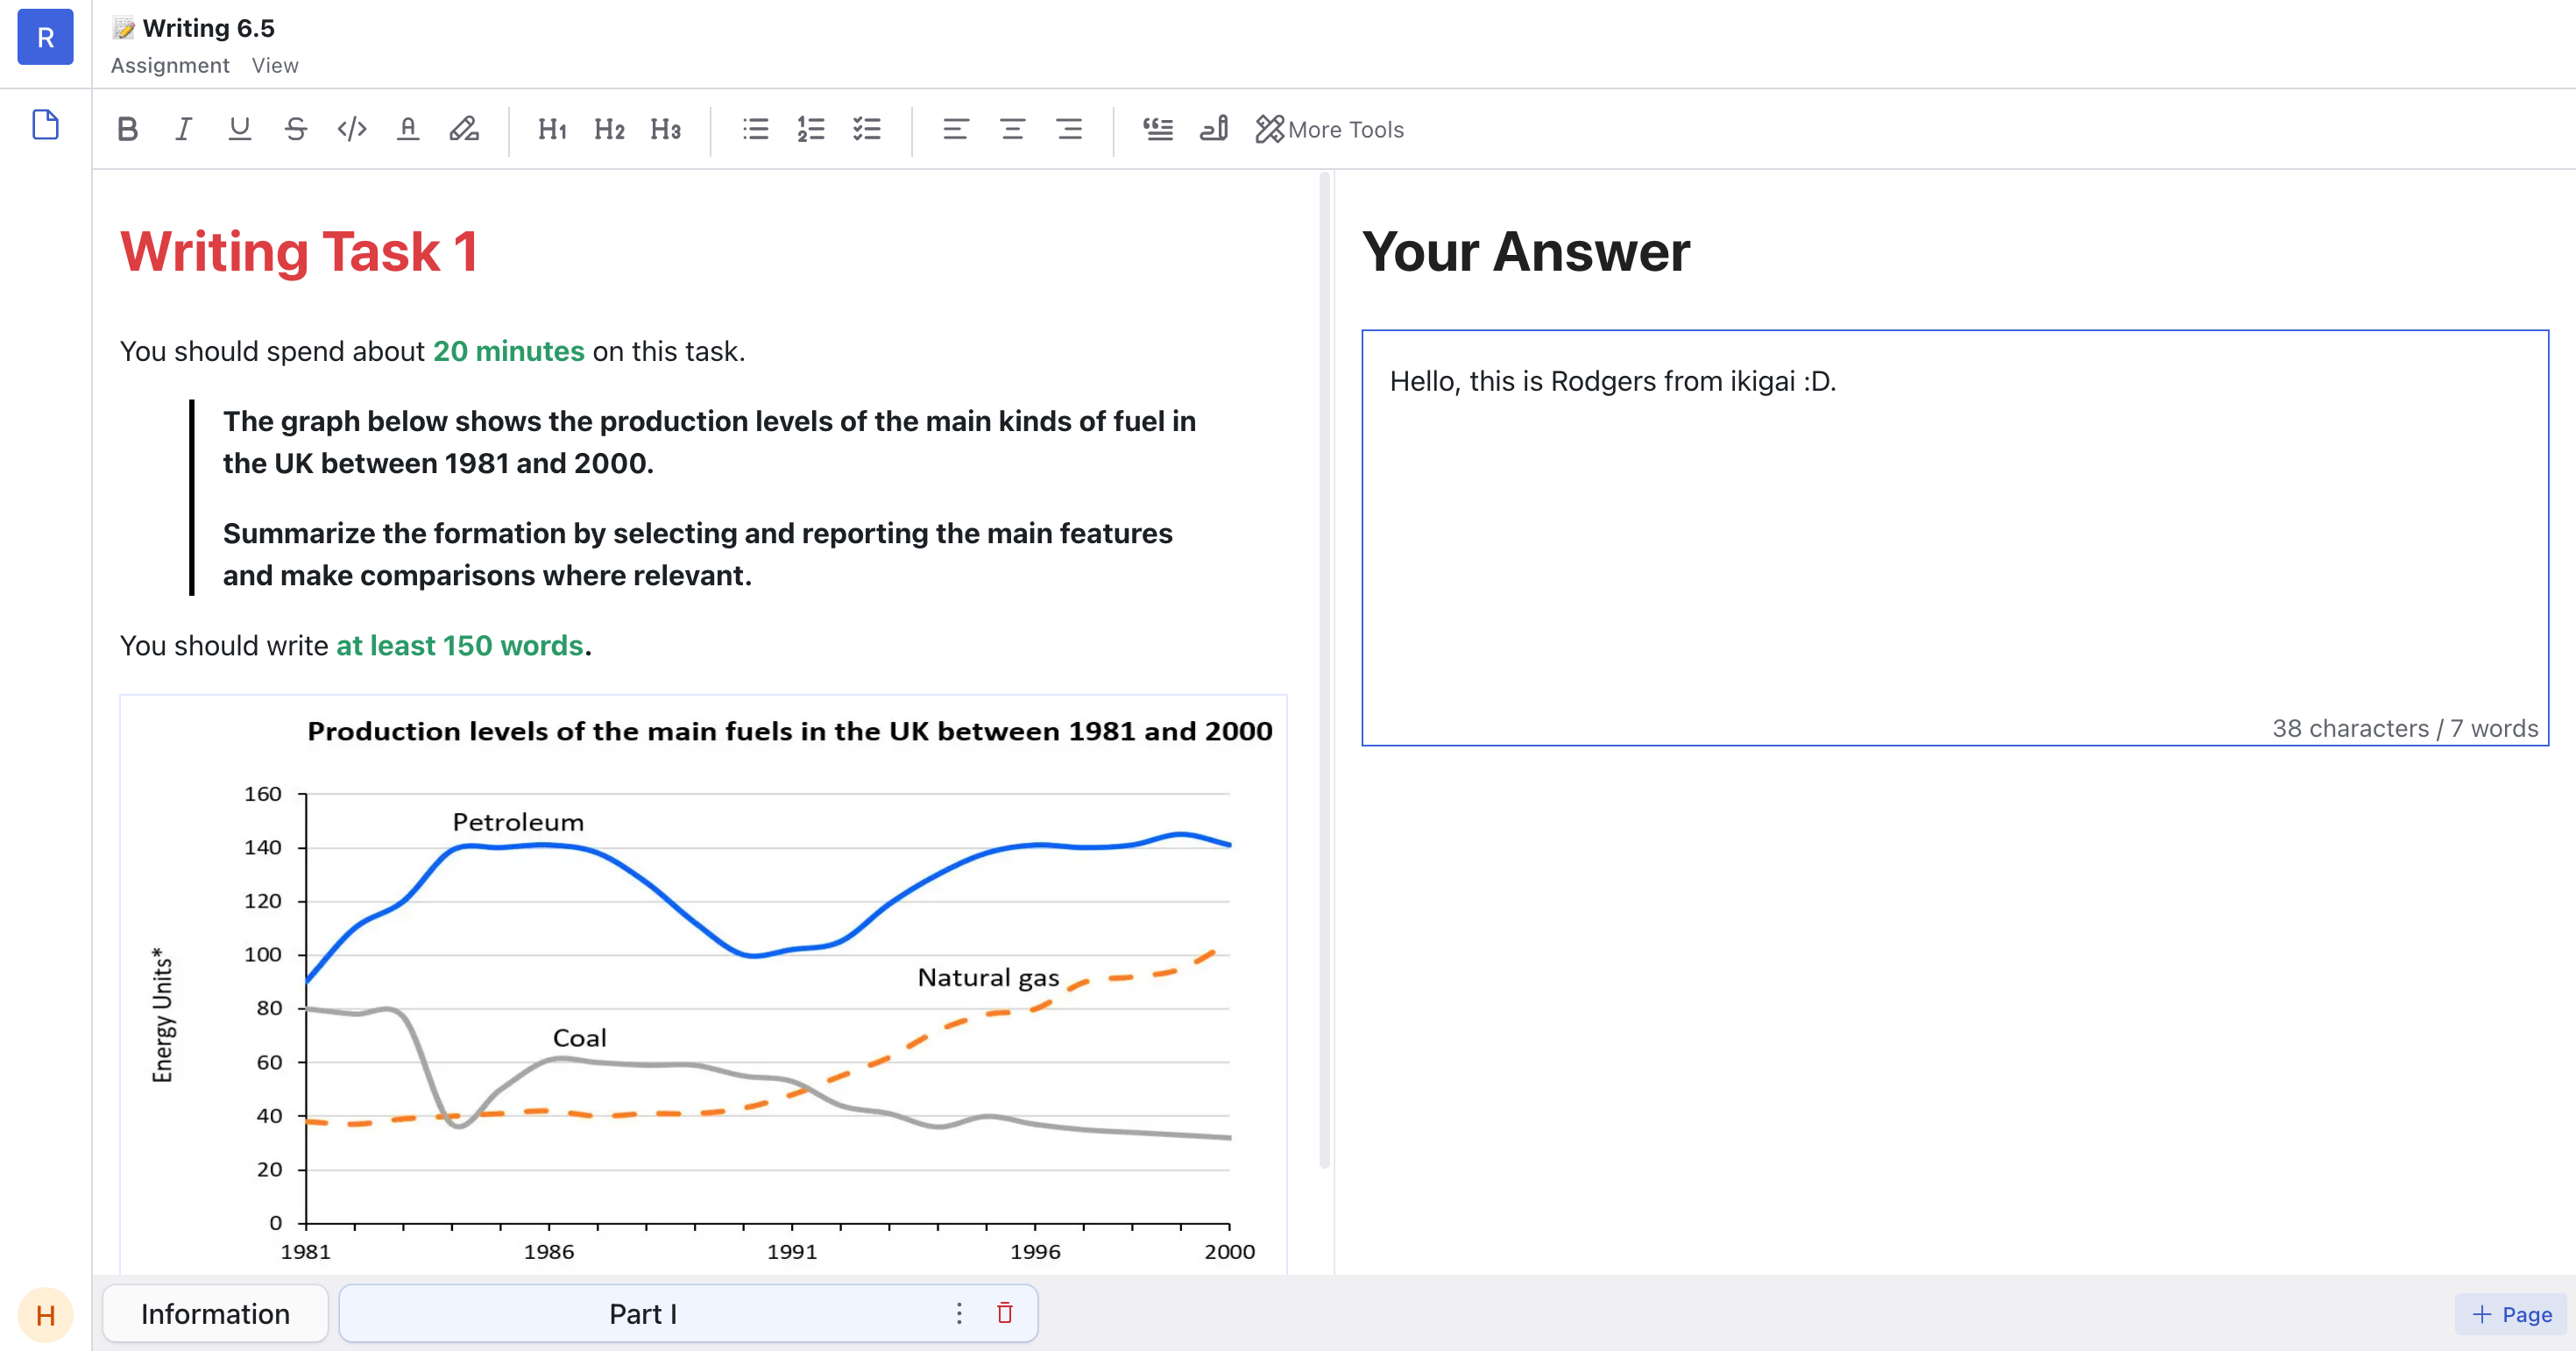 R
📝 Writing 6.5
Assignment View
B I U S </> A H1 H2 H3 More Tools
Writing Task 1
You should spend about 20 minutes on this task.
The graph below shows the production levels of the main kinds of fuel in
the UK between 1981 and 2000.
Summarize the formation by selecting and reporting the main features
and make comparisons where relevant.
You should write at least 150 words.
Production levels of the main fuels in the UK between 1981 and 2000
Energy Units*
160
140
120
100
80
60
40
20
0
Petroleum
Natural gas
Coal
1981 1986 1991 1996 2000
Your Answer
Hello, this is Rodgers from ikigai :D.
38 characters / 7 words
H
Information
Part I
+ Page